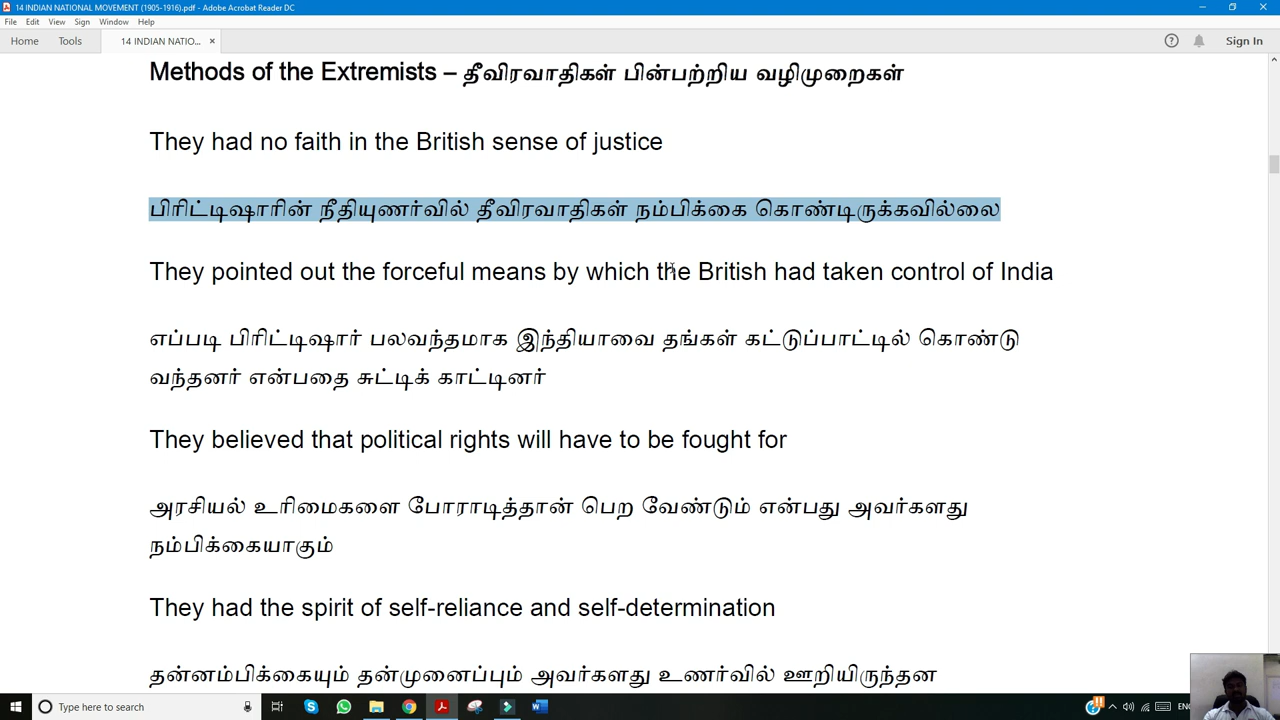 14 INDIAN NATIONAL MOVEMENT (1905-1916).pdf - Adobe Acrobat Reader DC
File Edit View Sign Window Help
Home Tools 14 INDIAN NATIO... × Sign In
Methods of the Extremists – தீவிரவாதிகள் பின்பற்றிய வழிமுறைகள்
They had no faith in the British sense of justice
பிரிட்டிஷாரின் நீதியுணர்வில் தீவிரவாதிகள் நம்பிக்கை கொண்டிருக்கவில்லை
They pointed out the forceful means by which the British had taken control of India
எப்படி பிரிட்டிஷார் பலவந்தமாக இந்தியாவை தங்கள் கட்டுப்பாட்டில் கொண்டு
வந்தனர் என்பதை சுட்டிக் காட்டினர்
They believed that political rights will have to be fought for
அரசியல் உரிமைகளை போராடித்தான் பெற வேண்டும் என்பது அவர்களது
நம்பிக்கையாகும்
They had the spirit of self-reliance and self-determination
தன்னம்பிக்கையும் தன்முனைப்பும் அவர்களது உணர்வில் ஊறியிருந்தன
Type here to search